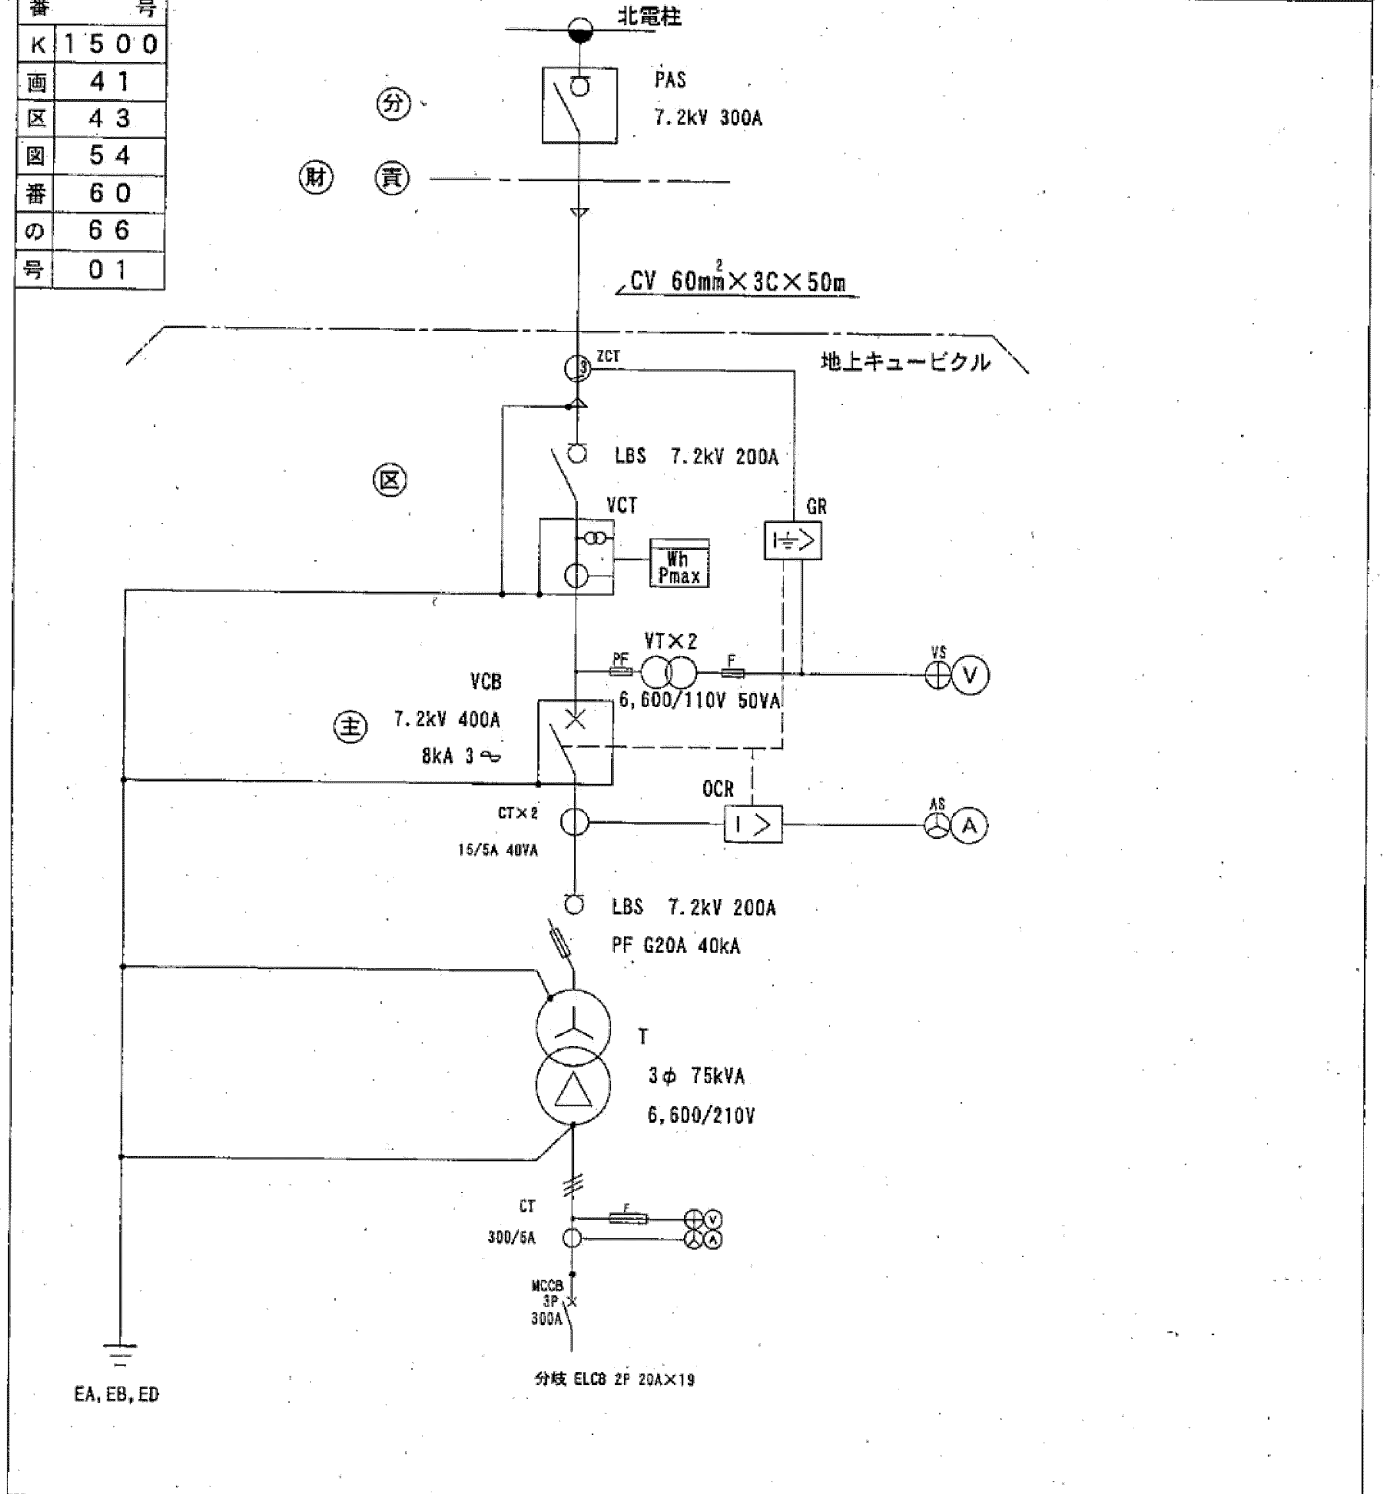 番 号
K 1500
画 41
区 43
図 54
番 60
の 66
号 01
北電柱
PAS
7.2kV 300A
分
財 責
CV 60mm²×3C×50m
地上キュービクル
ZCT
3
LBS 7.2kV 200A
区
VCT
GR
I >
Wh
Pmax
VT×2
PF
F
VS
V
6,600/110V 50VA
VCB
主
7.2kV 400A
8kA 3
OCR
CT×2
I >
AS
A
15/5A 40VA
LBS 7.2kV 200A
PF G20A 40kA
T
3φ 75kVA
6,600/210V
CT
F
V
300/5A
A
MCCB
3P
300A
分岐 ELCB 2P 20A×19
EA,EB,ED